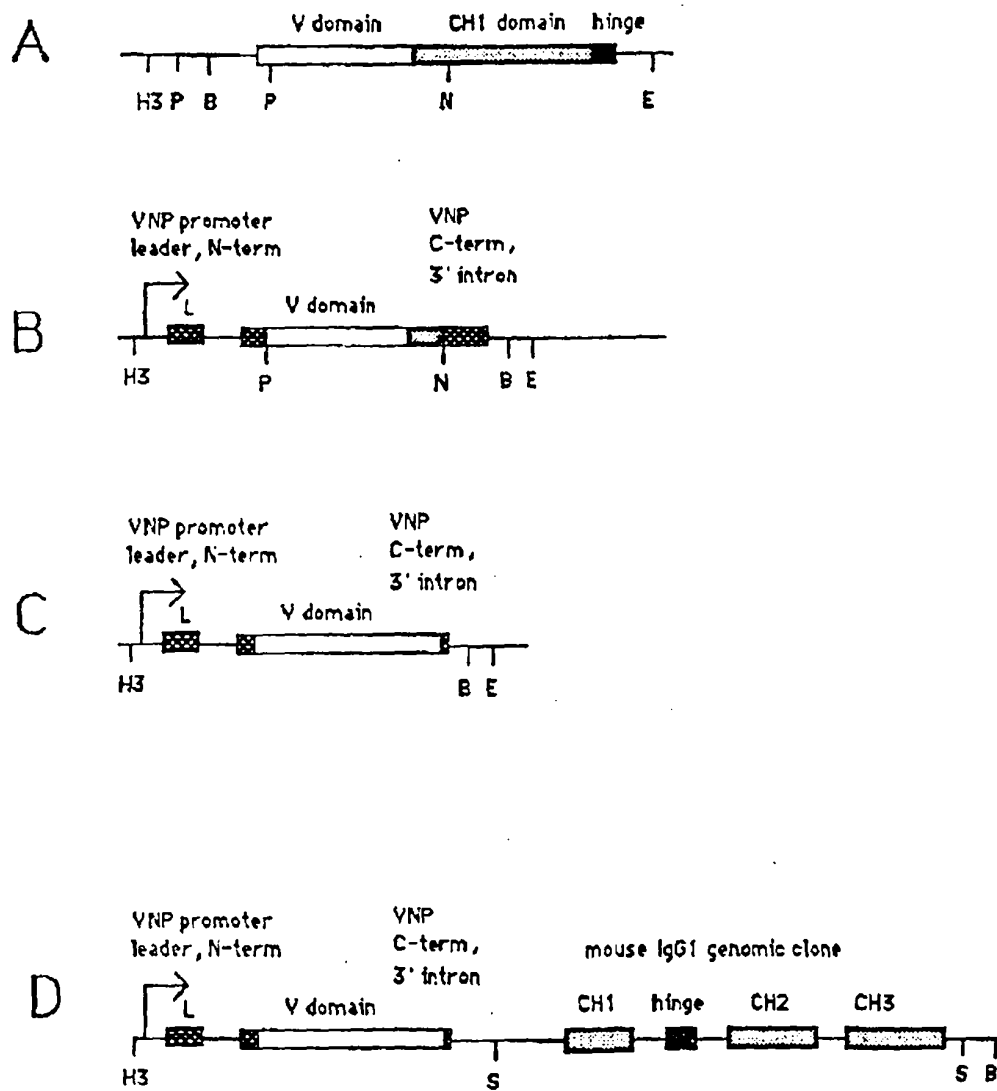 A
V domain CH1 domain hinge
H3 P B P N E
VNP promoter
leader, N-term
VNP
C-term,
3' intron
B
L
V domain
H3 P N B E
VNP promoter
leader, N-term
VNP
C-term,
3' intron
C
L
V domain
H3 B E
VNP promoter
leader, N-term
VNP
C-term,
3' intron
mouse IgG1 genomic clone
D
L
V domain
CH1 hinge CH2 CH3
H3 S S B